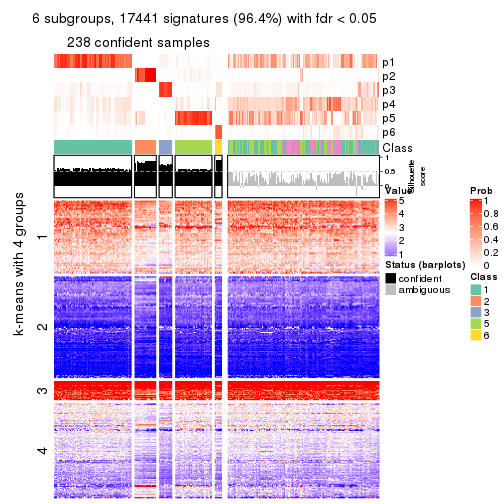 6 subgroups, 17441 signatures (96.4%) with fdr < 0.05
238 confident samples
p1
p2
p3
p4
p5
p6
Class
1
0.5
0
Silhouette
score
k-means with 4 groups
1
2
3
4
Value
5
4
3
2
1
Status (barplots)
confident
ambiguous
Prob
1
0.8
0.6
0.4
0.2
0
Class
1
2
3
5
6